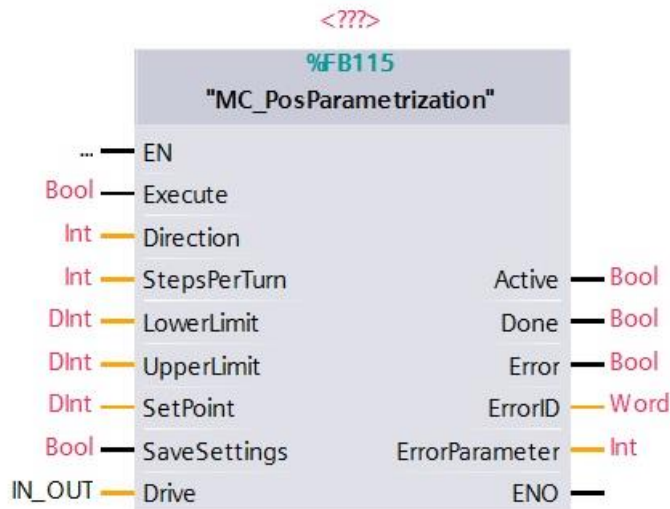 <???>
%FB115
"MC_PosParametrization"
... EN
Bool Execute
Int Direction
Int StepsPerTurn Active Bool
DInt LowerLimit Done Bool
DInt UpperLimit Error Bool
DInt SetPoint ErrorID Word
Bool SaveSettings ErrorParameter Int
IN_OUT Drive ENO